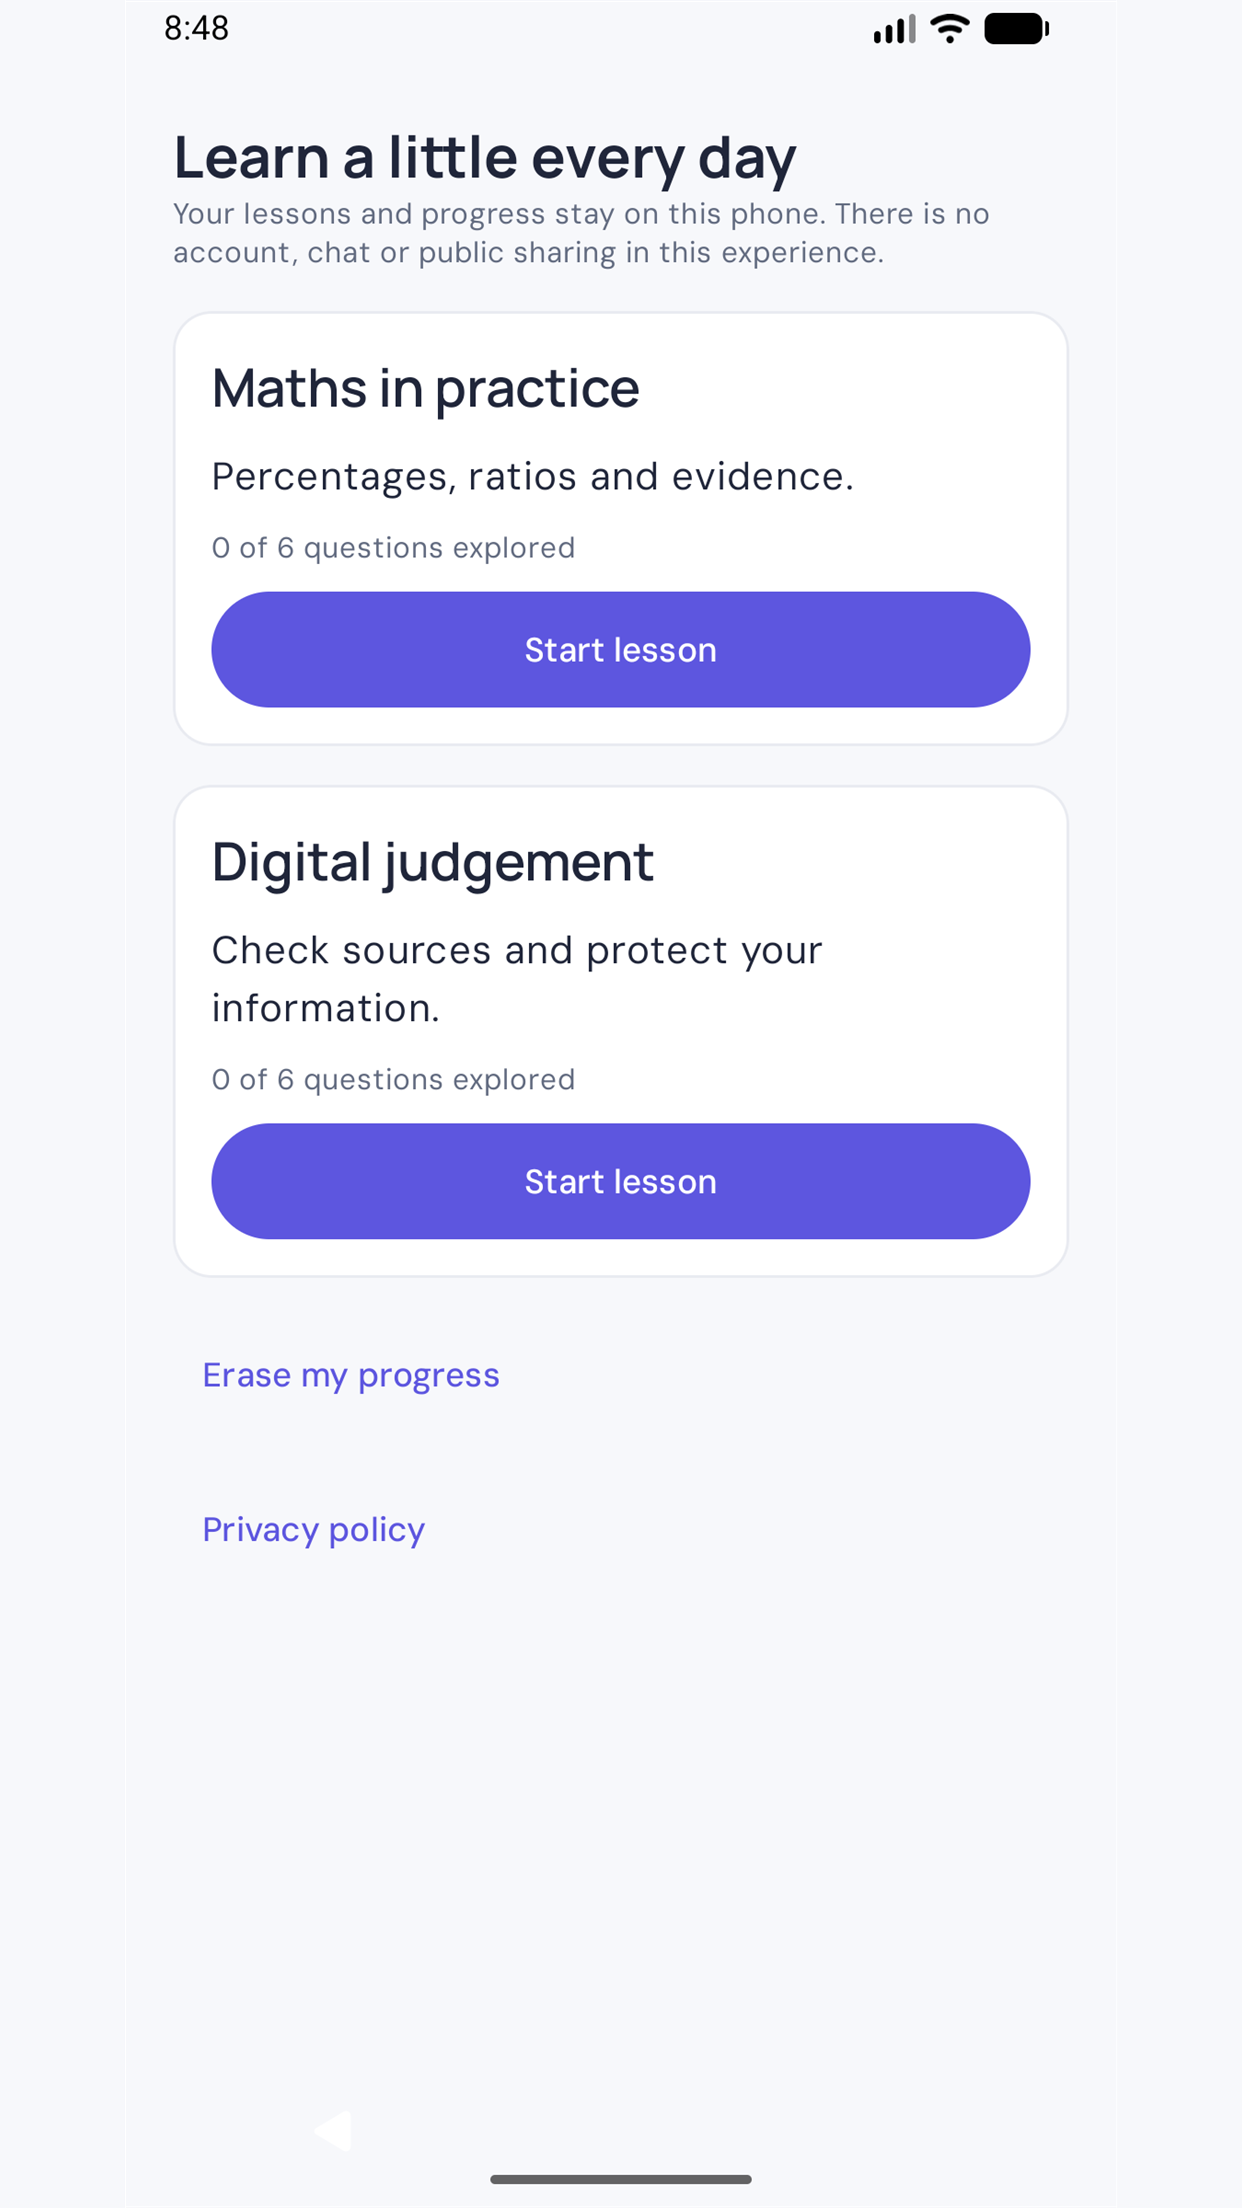 8:48
Learn a little every day
Your lessons and progress stay on this phone. There is no
account, chat or public sharing in this experience.
Maths in practice
Percentages, ratios and evidence.
0 of 6 questions explored
Start lesson
Digital judgement
Check sources and protect your
information.
0 of 6 questions explored
Start lesson
Erase my progress
Privacy policy